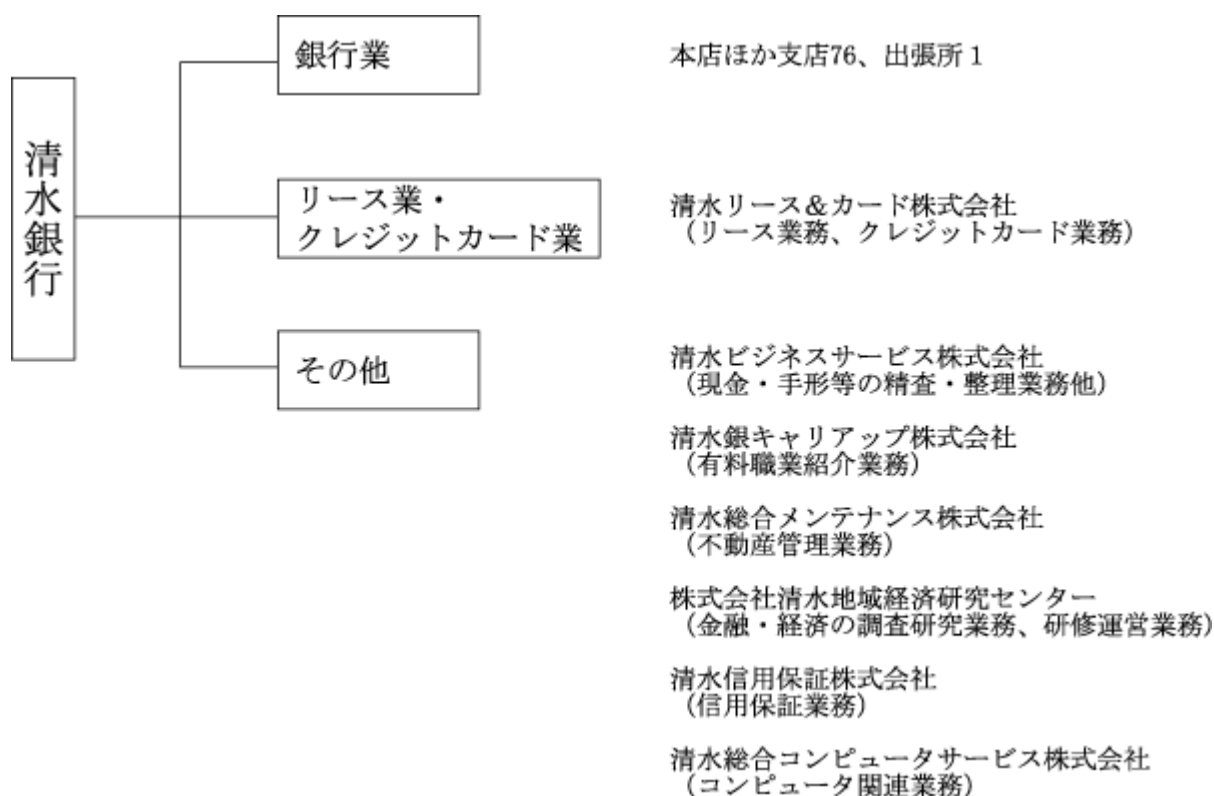 清水銀行
銀行業
本店ほか支店76、出張所1
リース業・
クレジットカード業
清水リース&カード株式会社
(リース業務、クレジットカード業務)
その他
清水ビジネスサービス株式会社
(現金・手形等の精査・整理業務他)
清水銀キャリアップ株式会社
(有料職業紹介業務)
清水総合メンテナンス株式会社
(不動産管理業務)
株式会社清水地域経済研究センター
(金融・経済の調査研究業務、研修運営業務)
清水信用保証株式会社
(信用保証業務)
清水総合コンピュータサービス株式会社
(コンピュータ関連業務)